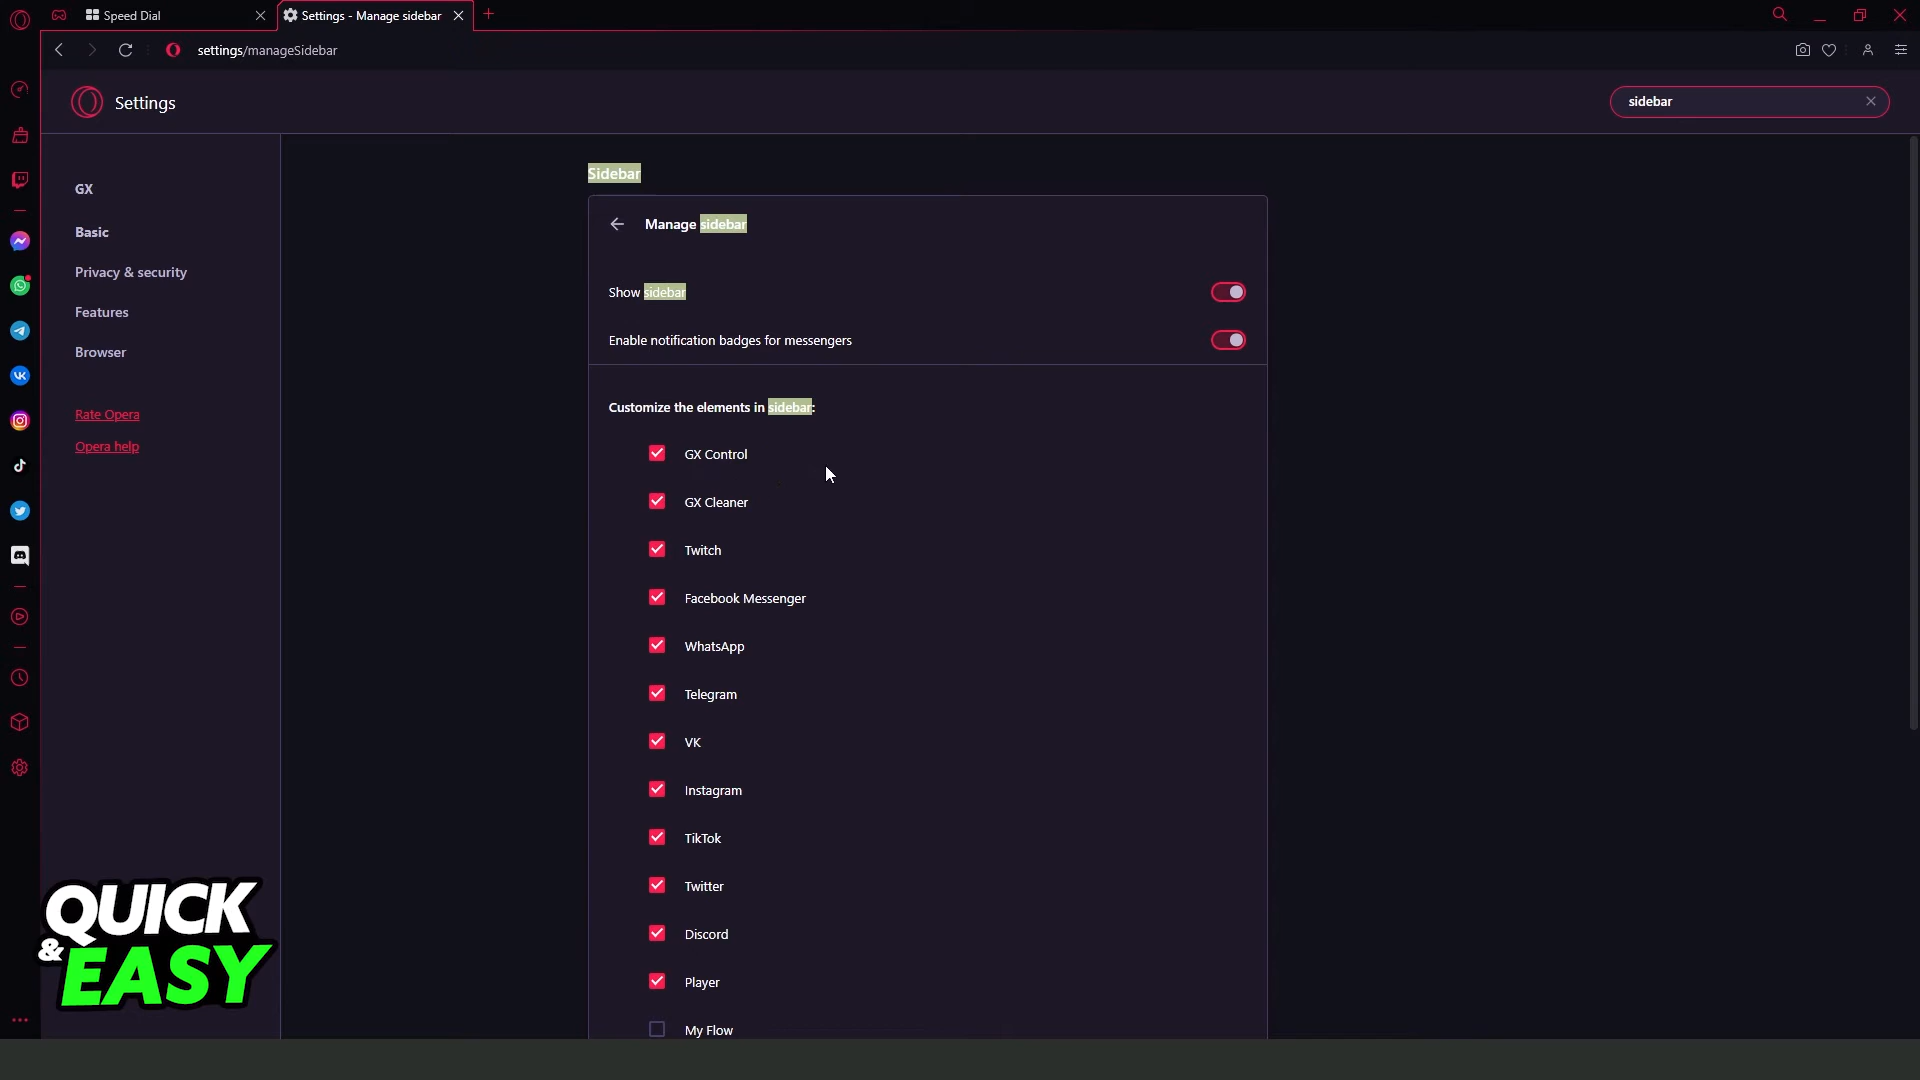 Speed Dial
Settings - Manage sidebar
settings/manageSidebar
Settings
sidebar
GX
Basic
Privacy & security
Features
Browser
Rate Opera
Opera help
Sidebar
Manage sidebar
Show sidebar
Enable notification badges for messengers
Customize the elements in sidebar:
GX Control
GX Cleaner
Twitch
Facebook Messenger
WhatsApp
Telegram
VK
Instagram
TikTok
Twitter
Discord
Player
My Flow
QUICK
& EASY